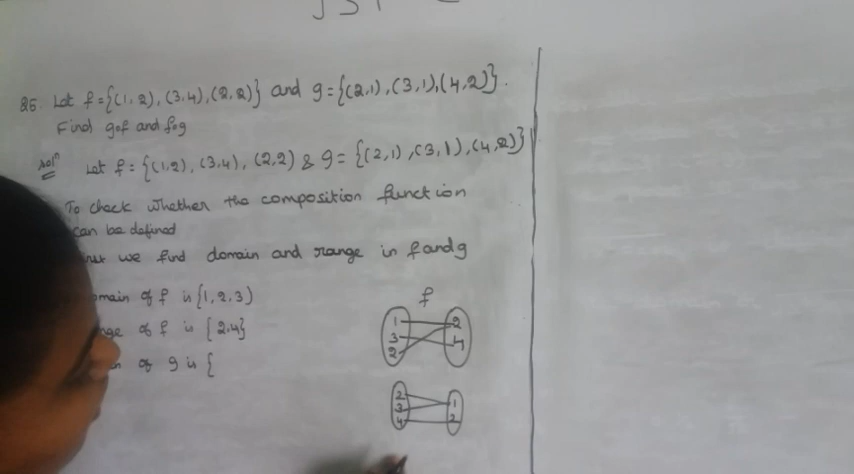 Q5. Let f = {(1, 2), (3,4), (2, 2)} and g = {(2,1), (3,1), (4,2)}.
Find gof and fog
Solⁿ Let f = {(1,2), (3,4), (2,2) & g = {(2,1), (3,1), (4,2)}
To check whether the composition function
can be defined
we find domain and range in f and g
of f is {1, 2, 3)
of f is {2,4}
of g is {
f
1 2
3 4
2
2 1
3 2
4